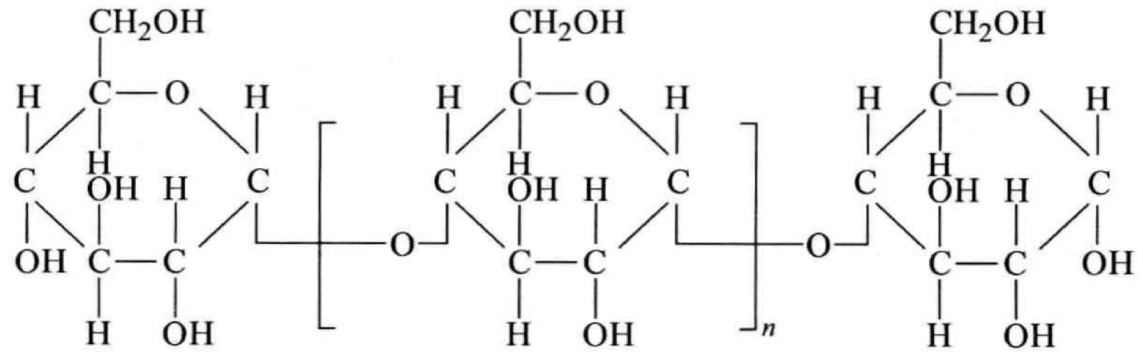 CH₂OH CH₂OH CH₂OH
H C O H H C O H H C O H
C H C C H C C H C
OH H OH H OH H
O O
OH C C C C C C OH
H OH H OH n H OH